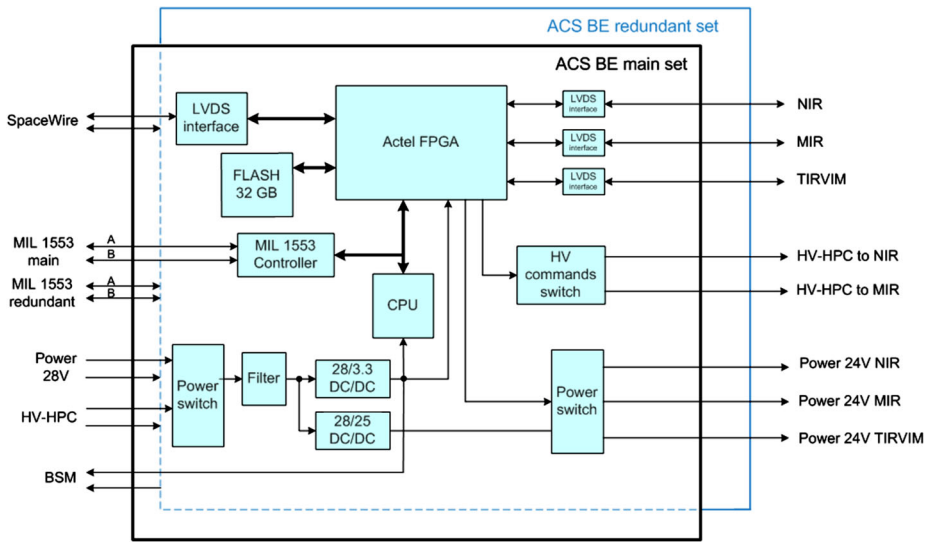 ACS BE redundant set
ACS BE main set
SpaceWire
LVDS
interface
Actel FPGA
LVDS
interface
NIR
LVDS
interface
MIR
LVDS
interface
TIRVIM
FLASH
32 GB
MIL 1553
main
A
B
MIL 1553
Controller
MIL 1553
redundant
A
B
CPU
HV
commands
switch
HV-HPC to NIR
HV-HPC to MIR
Power
28V
HV-HPC
Power
switch
Filter
28/3.3
DC/DC
28/25
DC/DC
Power
switch
Power 24V NIR
Power 24V MIR
Power 24V TIRVIM
BSM